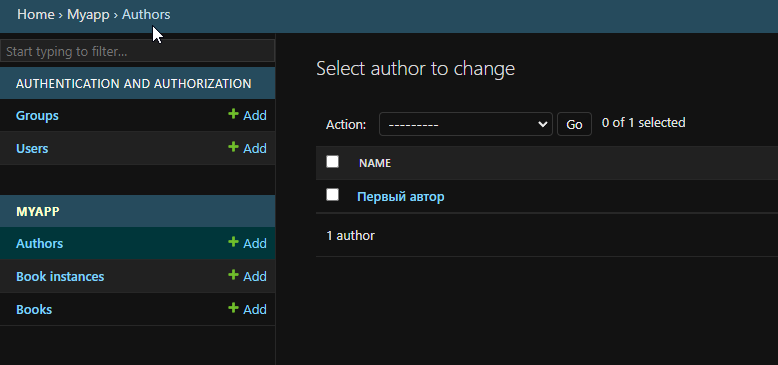 Home › Myapp › Authors
Start typing to filter...
AUTHENTICATION AND AUTHORIZATION
Groups + Add
Users + Add
MYAPP
Authors + Add
Book instances + Add
Books + Add
Select author to change
Action: --------- Go 0 of 1 selected
NAME
Первый автор
1 author